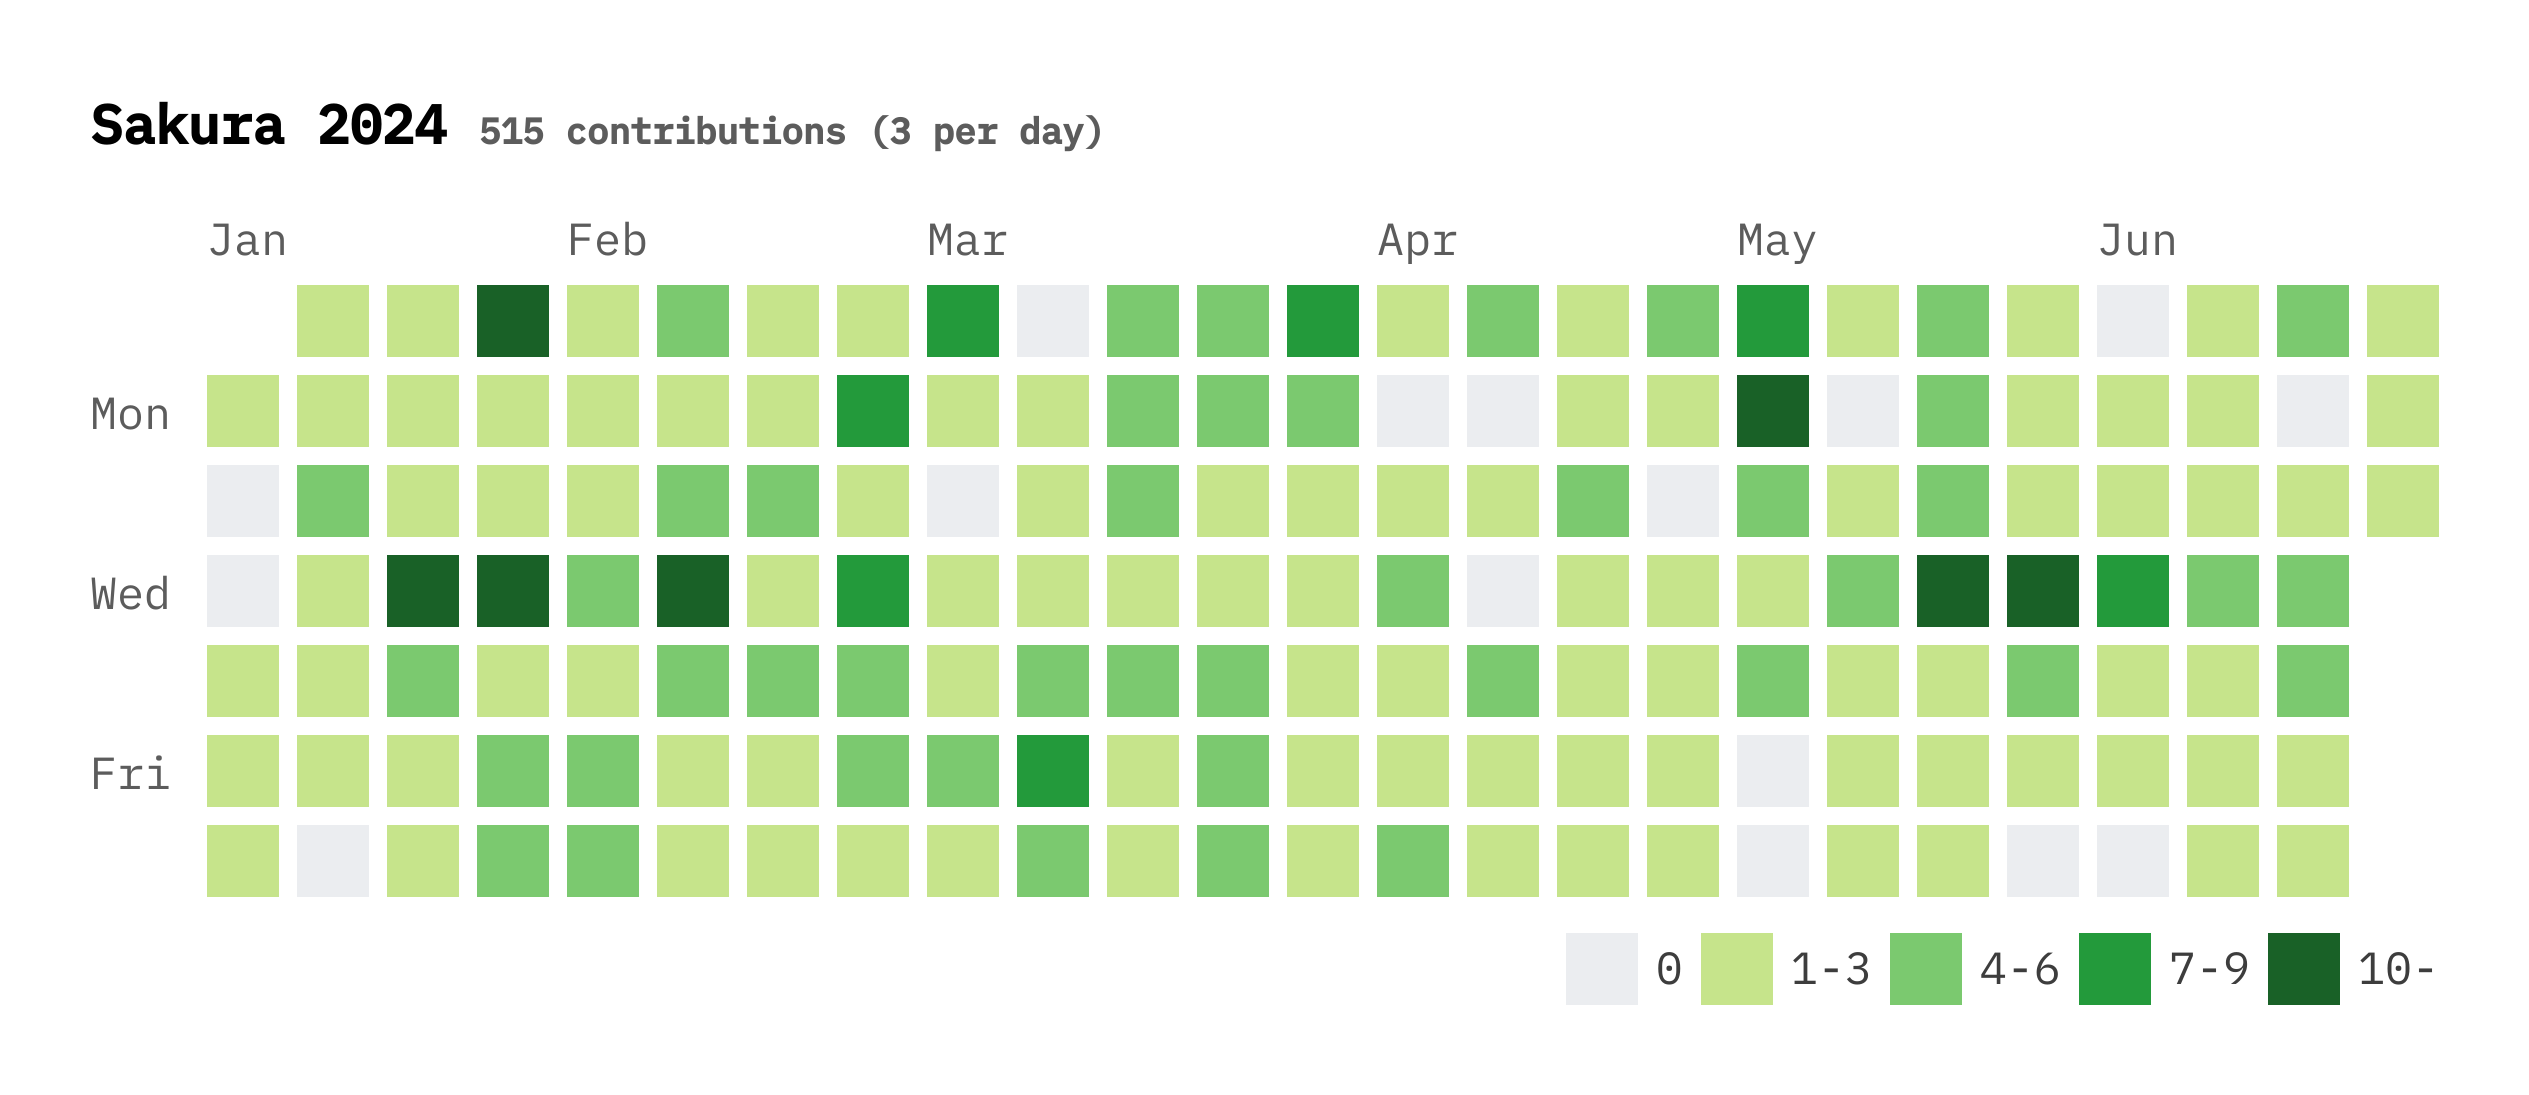 Sakura 2024 515 contributions (3 per day)
Jan Feb Mar Apr May Jun
Mon
Wed
Fri
0 1-3 4-6 7-9 10-